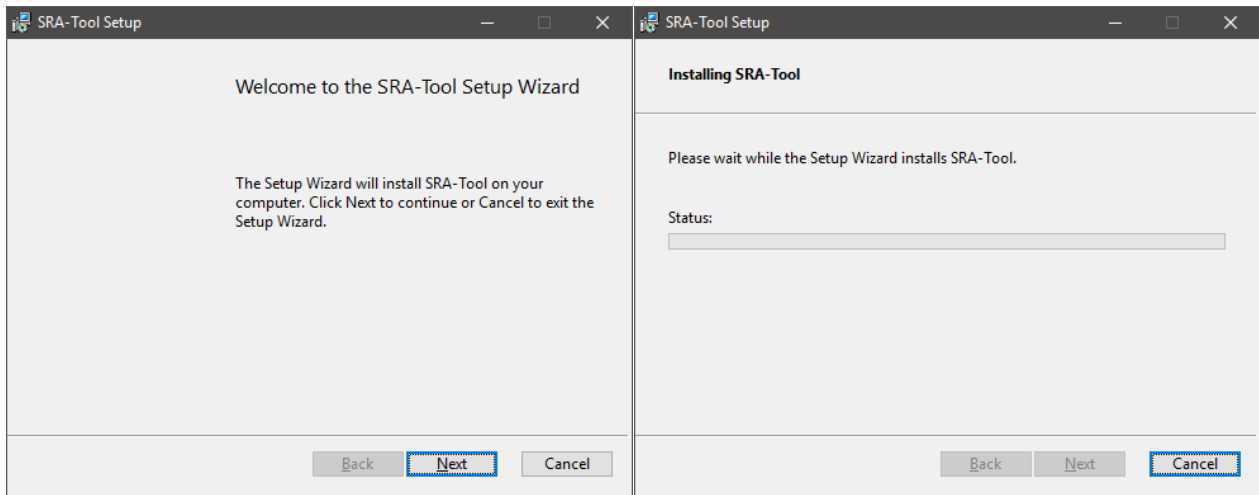 SRA-Tool Setup
Welcome to the SRA-Tool Setup Wizard
The Setup Wizard will install SRA-Tool on your
computer. Click Next to continue or Cancel to exit the
Setup Wizard.
Back Next Cancel
SRA-Tool Setup
Installing SRA-Tool
Please wait while the Setup Wizard installs SRA-Tool.
Status:
Back Next Cancel